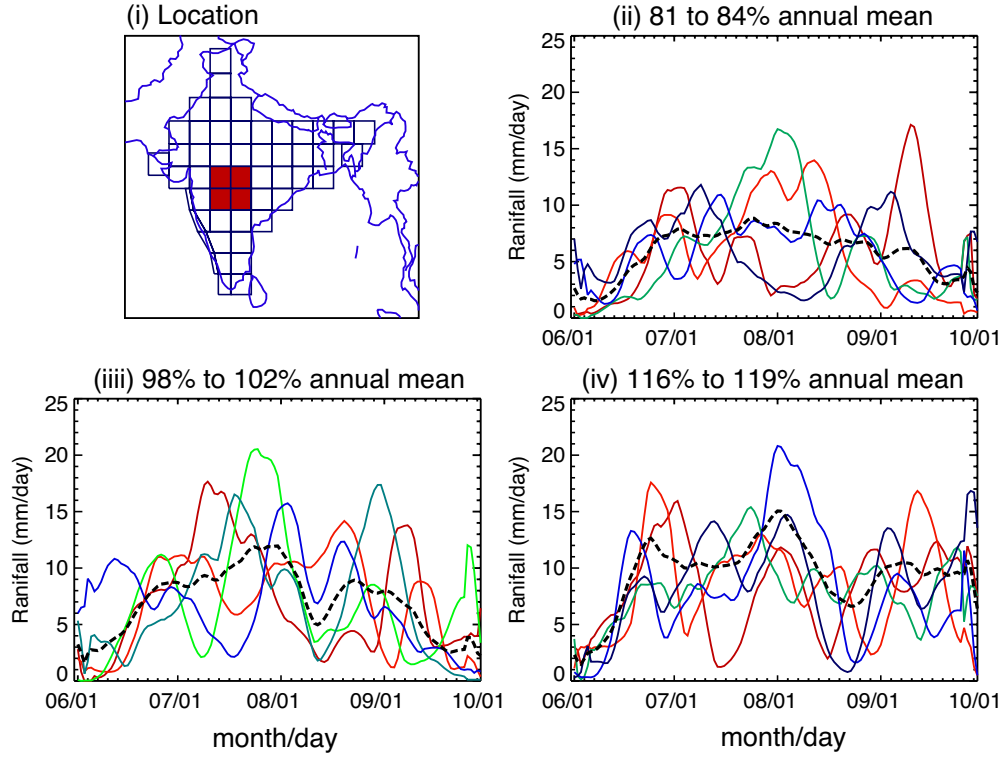 (i) Location
(ii) 81 to 84% annual mean
25
20
15
10
5
0
Ranifall (mm/day)
06/01 07/01 08/01 09/01 10/01
(iiii) 98% to 102% annual mean
25
20
15
10
5
0
Ranifall (mm/day)
06/01 07/01 08/01 09/01 10/01
month/day
(iv) 116% to 119% annual mean
25
20
15
10
5
0
Ranifall (mm/day)
06/01 07/01 08/01 09/01 10/01
month/day